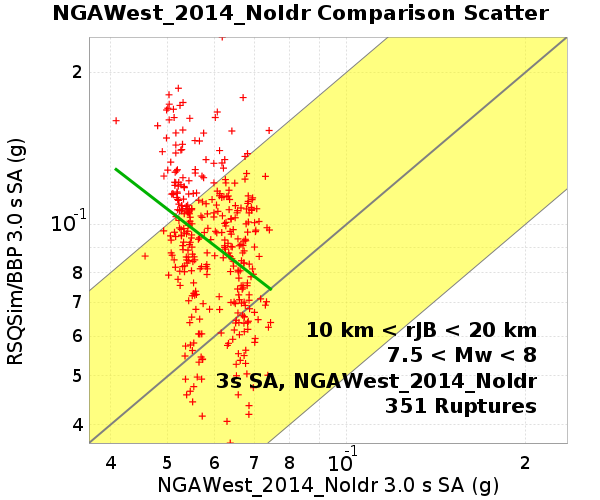 NGAWest_2014_NoIdr Comparison Scatter
RSQSim/BBP 3.0 s SA (g)
2
10^-1
8
7
6
5
4
10 km < rJB < 20 km
7.5 < Mw < 8
3s SA, NGAWest_2014_NoIdr
351 Ruptures
4 5 6 7 8 10^-1 2
NGAWest_2014_NoIdr 3.0 s SA (g)